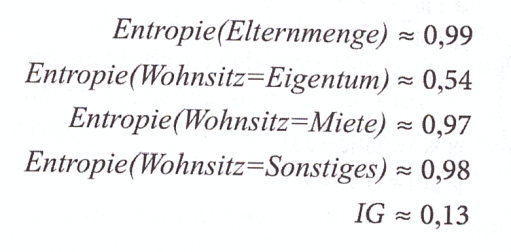 Entropie(Elternmenge) ≈ 0,99
Entropie(Wohnsitz=Eigentum) ≈ 0,54
Entropie(Wohnsitz=Miete) ≈ 0,97
Entropie(Wohnsitz=Sonstiges) ≈ 0,98
IG ≈ 0,13